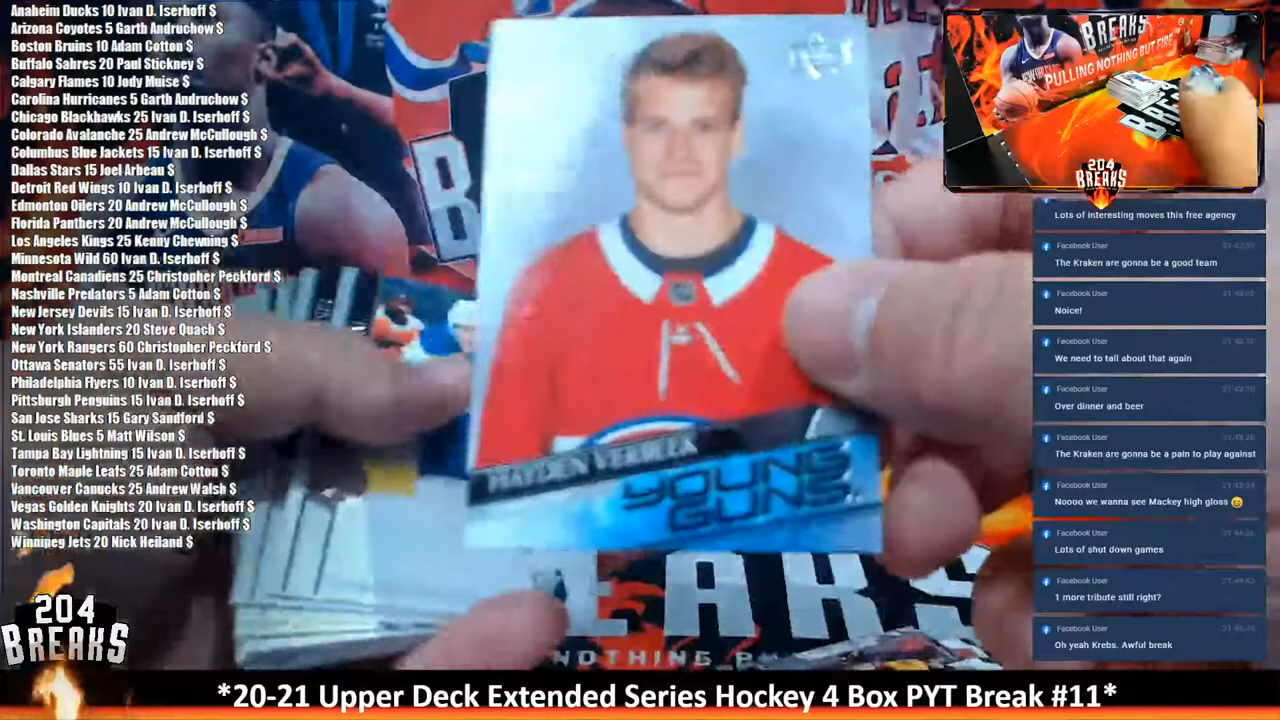 Anaheim Ducks 10 Ivan D. Iserhoff $
Arizona Coyotes 5 Garth Andruchow $
Boston Bruins 10 Adam Cotton $
Buffalo Sabres 20 Paul Stickney $
Calgary Flames 10 Jody Muise $
Carolina Hurricanes 5 Garth Andruchow $
Chicago Blackhawks 25 Ivan D. Iserhoff $
Colorado Avalanche 25 Andrew McCullough $
Columbus Blue Jackets 15 Ivan D. Iserhoff $
Dallas Stars 15 Joel Arbeau $
Detroit Red Wings 10 Ivan D. Iserhoff $
Edmonton Oilers 20 Andrew McCullough $
Florida Panthers 20 Andrew McCullough $
Los Angeles Kings 25 Kenny Chewning $
Minnesota Wild 60 Ivan D. Iserhoff $
Montreal Canadiens 25 Christopher Peckford $
Nashville Predators 5 Adam Cotton $
New Jersey Devils 15 Ivan D. Iserhoff $
New York Islanders 20 Steve Quach $
New York Rangers 60 Christopher Peckford $
Ottawa Senators 55 Ivan D. Iserhoff $
Philadelphia Flyers 10 Ivan D. Iserhoff $
Pittsburgh Penguins 15 Ivan D. Iserhoff $
San Jose Sharks 15 Gary Sandford $
St. Louis Blues 5 Matt Wilson $
Tampa Bay Lightning 15 Ivan D. Iserhoff $
Toronto Maple Leafs 25 Adam Cotton $
Vancouver Canucks 25 Andrew Walsh $
Vegas Golden Knights 20 Ivan D. Iserhoff $
Washington Capitals 20 Ivan D. Iserhoff $
Winnipeg Jets 20 Nick Heiland $
204
BREAKS
HAYDEN VERBEEK
YOUNG
GUNS
EAKS
NOTHING
BREAKS
PULLING NOTHING BUT FIRE
204
BREAKS
Lots of interesting moves this free agency
Facebook User
The Kraken are gonna be a good team
Facebook User
Noice!
Facebook User
We need to tall about that again
Facebook User
Over dinner and beer
Facebook User
The Kraken are gonna be a pain to play against
Facebook User
Noooo we wanna see Mackey high gloss 😄
Facebook User
Lots of shut down games
Facebook User
1 more tribute still right?
Facebook User
Oh yeah Krebs. Awful break
*20-21 Upper Deck Extended Series Hockey 4 Box PYT Break #11*